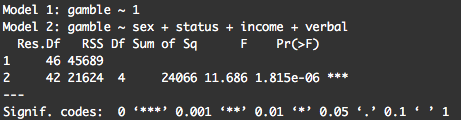 Model 1: gamble ~ 1
Model 2: gamble ~ sex + status + income + verbal
  Res.Df   RSS Df Sum of Sq      F    Pr(>F)
1     46 45689
2     42 21624  4     24066 11.686 1.815e-06 ***
---
Signif. codes:  0 ‘***’ 0.001 ‘**’ 0.01 ‘*’ 0.05 ‘.’ 0.1 ‘ ’ 1